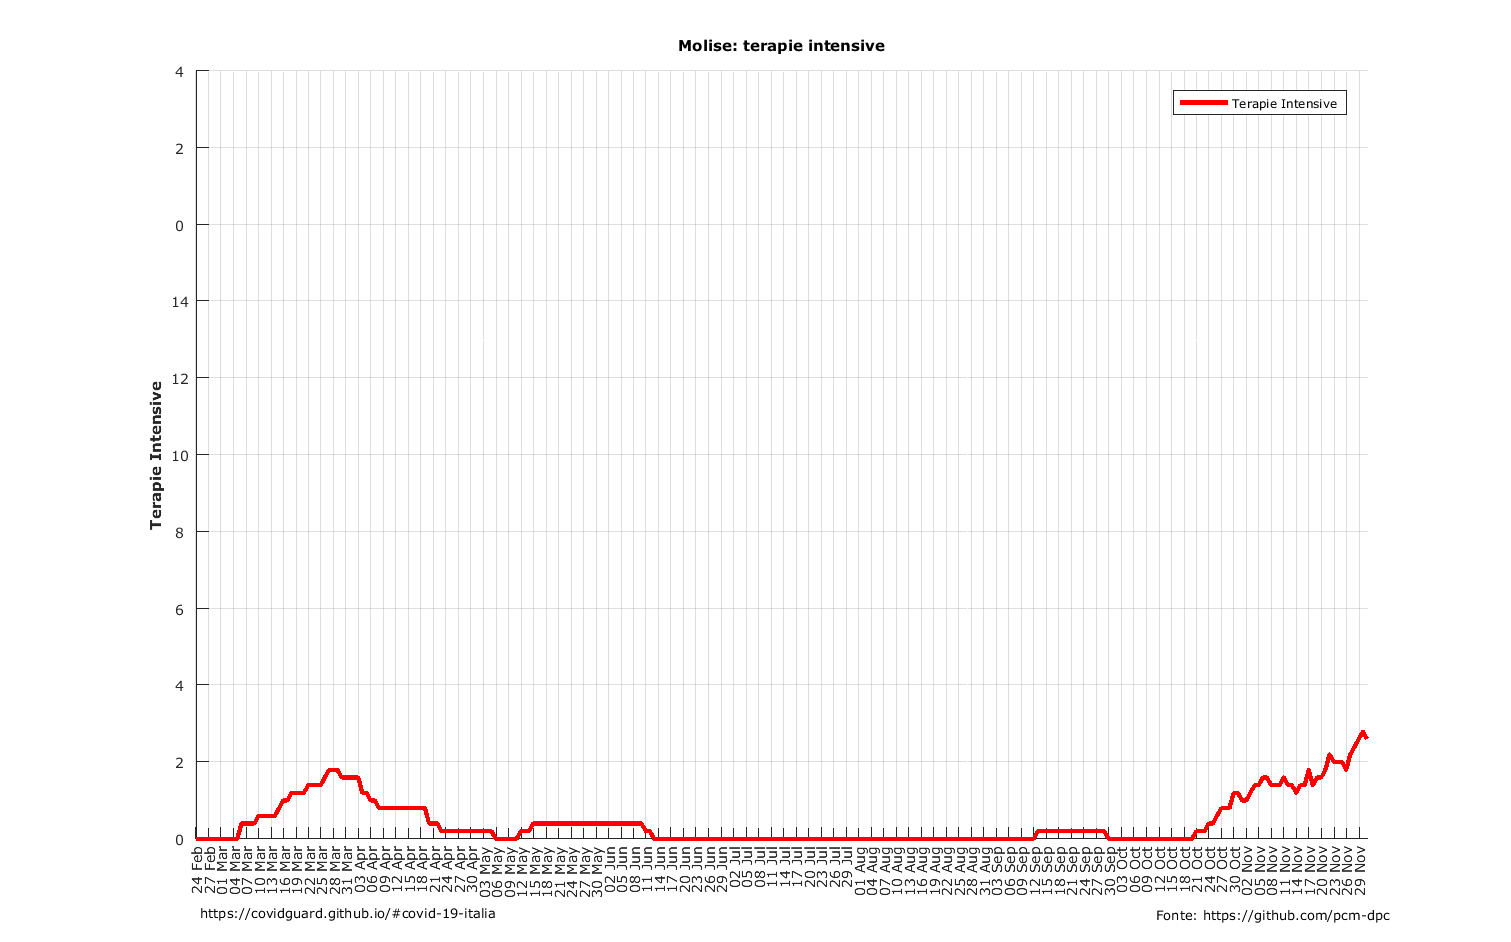 Molise: terapie intensive
Terapie Intensive
4
2
0
14
12
10
8
6
4
2
0
Terapie Intensive
24 Feb
27 Feb
01 Mar
04 Mar
07 Mar
10 Mar
13 Mar
16 Mar
19 Mar
22 Mar
25 Mar
28 Mar
31 Mar
03 Apr
06 Apr
09 Apr
12 Apr
15 Apr
18 Apr
21 Apr
24 Apr
27 Apr
30 Apr
03 May
06 May
09 May
12 May
15 May
18 May
21 May
24 May
27 May
30 May
02 Jun
05 Jun
08 Jun
11 Jun
14 Jun
17 Jun
20 Jun
23 Jun
26 Jun
29 Jun
02 Jul
05 Jul
08 Jul
11 Jul
14 Jul
17 Jul
20 Jul
23 Jul
26 Jul
29 Jul
01 Aug
04 Aug
07 Aug
10 Aug
13 Aug
16 Aug
19 Aug
22 Aug
25 Aug
28 Aug
31 Aug
03 Sep
06 Sep
09 Sep
12 Sep
15 Sep
18 Sep
21 Sep
24 Sep
27 Sep
30 Sep
03 Oct
06 Oct
09 Oct
12 Oct
15 Oct
18 Oct
21 Oct
24 Oct
27 Oct
30 Oct
02 Nov
05 Nov
08 Nov
11 Nov
14 Nov
17 Nov
20 Nov
23 Nov
26 Nov
29 Nov
https://covidguard.github.io/#covid-19-italia
Fonte: https://github.com/pcm-dpc